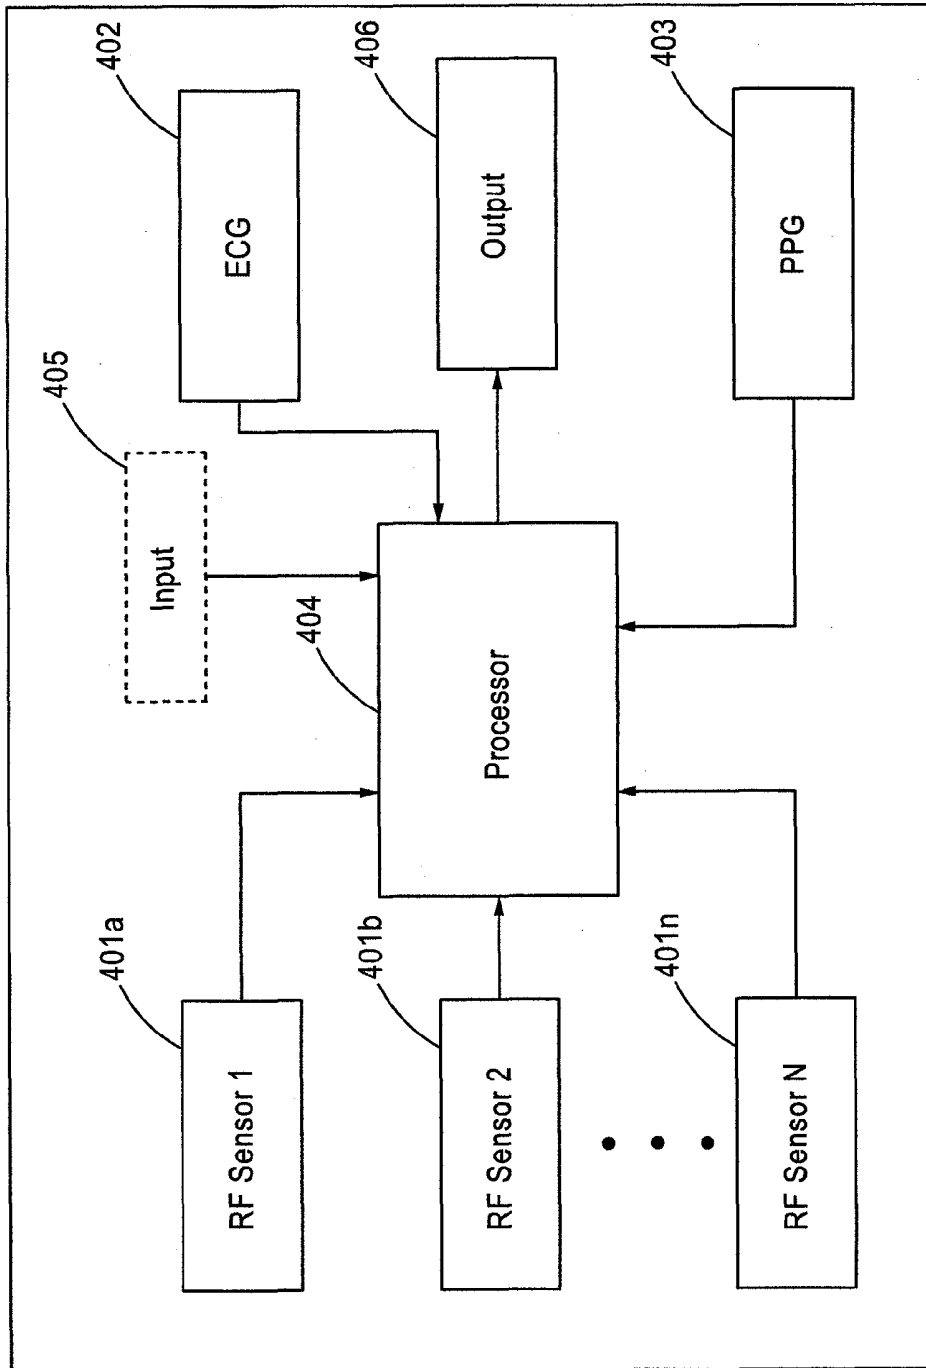 402
ECG
405
Input
406
Output
404
Processor
403
PPG
401a
RF Sensor 1
401b
RF Sensor 2
401n
RF Sensor N